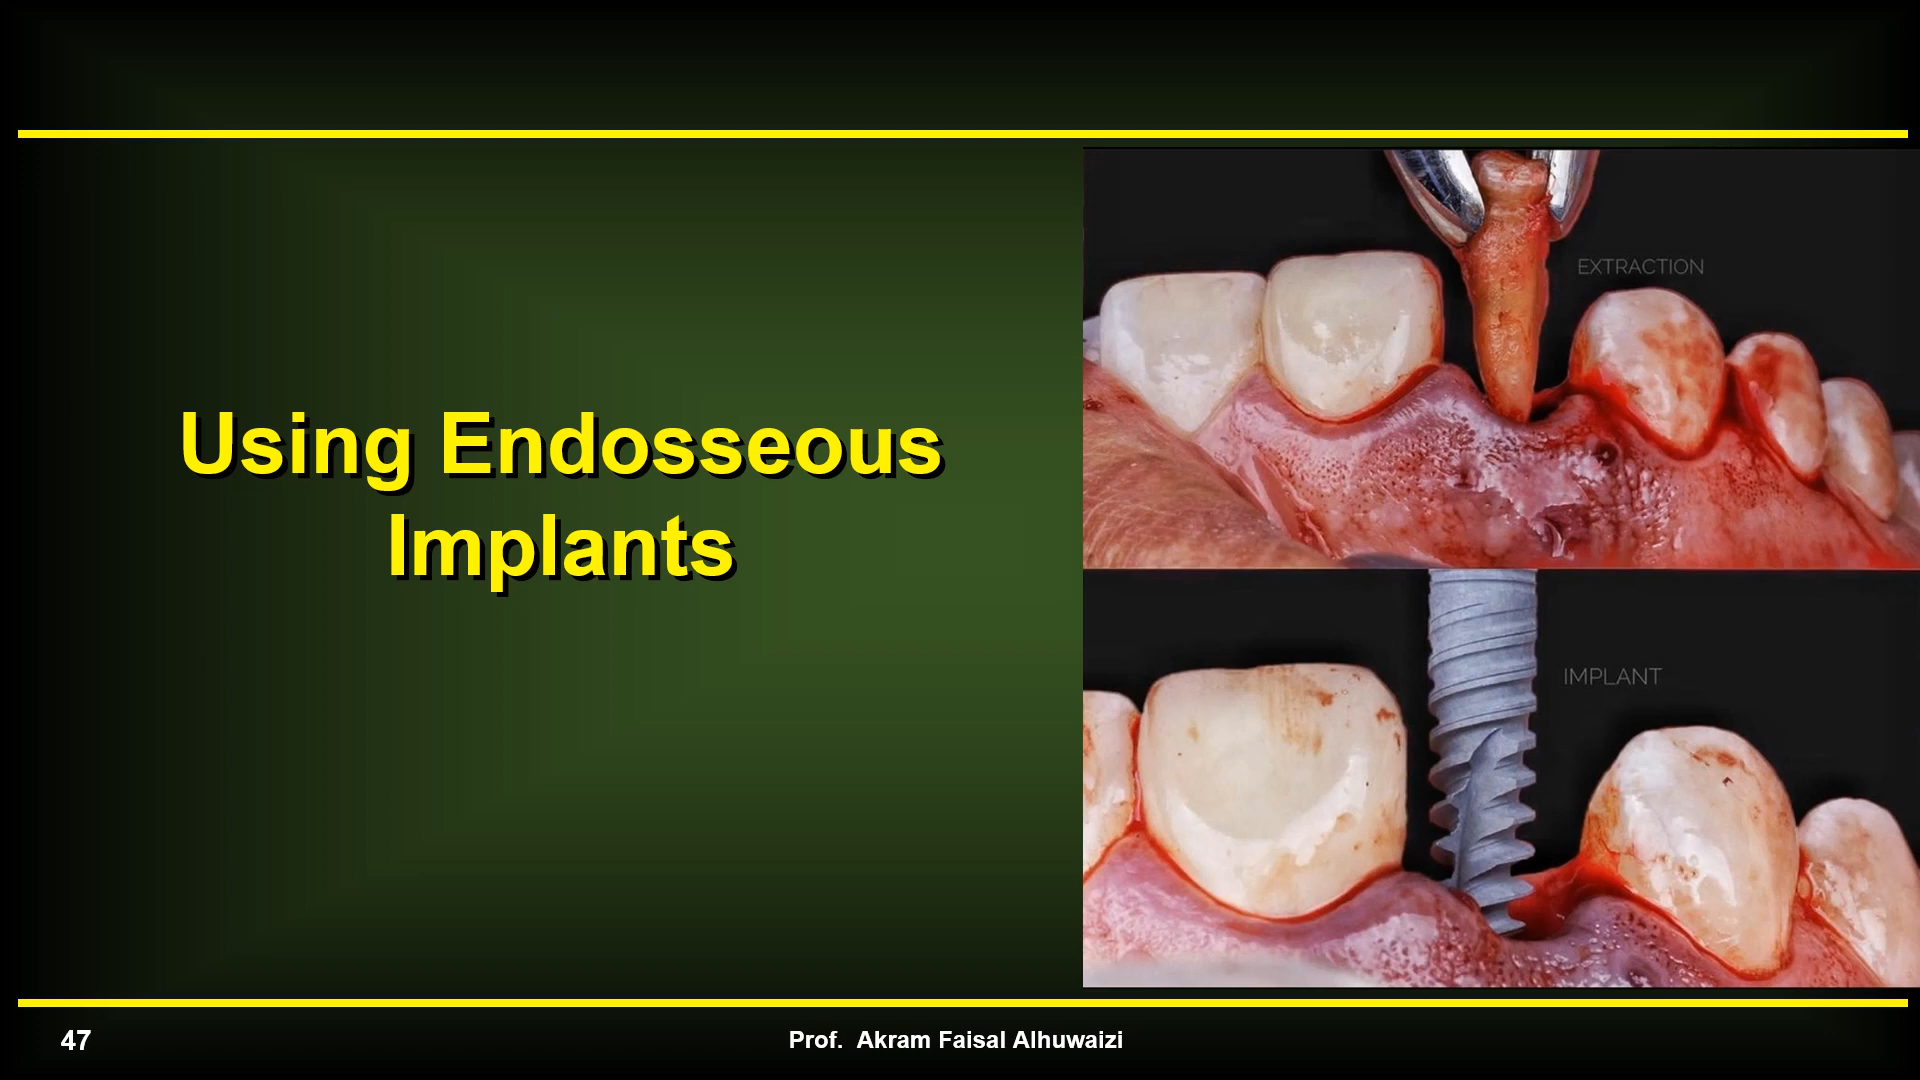 Using Endosseous
Implants
EXTRACTION
IMPLANT
47
Prof. Akram Faisal Alhuwaizi